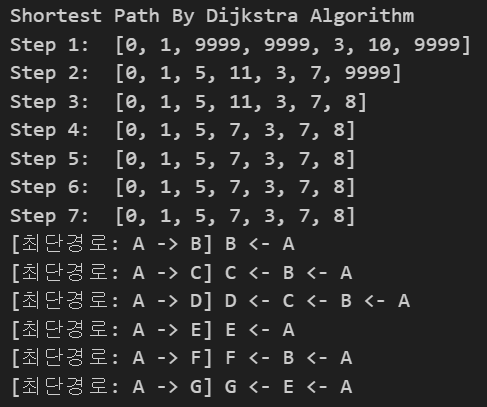 Shortest Path By Dijkstra Algorithm
Step 1:  [0, 1, 9999, 9999, 3, 10, 9999]
Step 2:  [0, 1, 5, 11, 3, 7, 9999]
Step 3:  [0, 1, 5, 11, 3, 7, 8]
Step 4:  [0, 1, 5, 7, 3, 7, 8]
Step 5:  [0, 1, 5, 7, 3, 7, 8]
Step 6:  [0, 1, 5, 7, 3, 7, 8]
Step 7:  [0, 1, 5, 7, 3, 7, 8]
[최단경로: A -> B] B <- A
[최단경로: A -> C] C <- B <- A
[최단경로: A -> D] D <- C <- B <- A
[최단경로: A -> E] E <- A
[최단경로: A -> F] F <- B <- A
[최단경로: A -> G] G <- E <- A